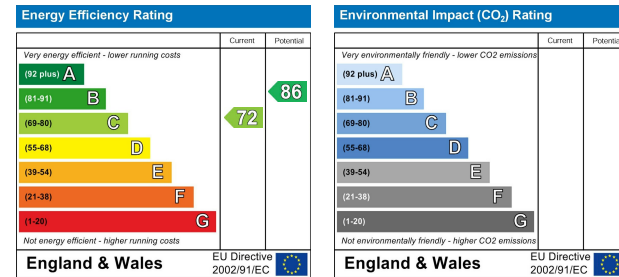 Energy Efficiency Rating
Current Potential
Very energy efficient - lower running costs
(92 plus) A
(81-91) B
86
(69-80) C
72
(55-68) D
(39-54) E
(21-38) F
(1-20) G
Not energy efficient - higher running costs
England & Wales
EU Directive
2002/91/EC
Environmental Impact (CO₂) Rating
Current Potential
Very environmentally friendly - lower CO2 emissions
(92 plus) A
(81-91) B
(69-80) C
(55-68) D
(39-54) E
(21-38) F
(1-20) G
Not environmentally friendly - higher CO2 emissions
England & Wales
EU Directive
2002/91/EC